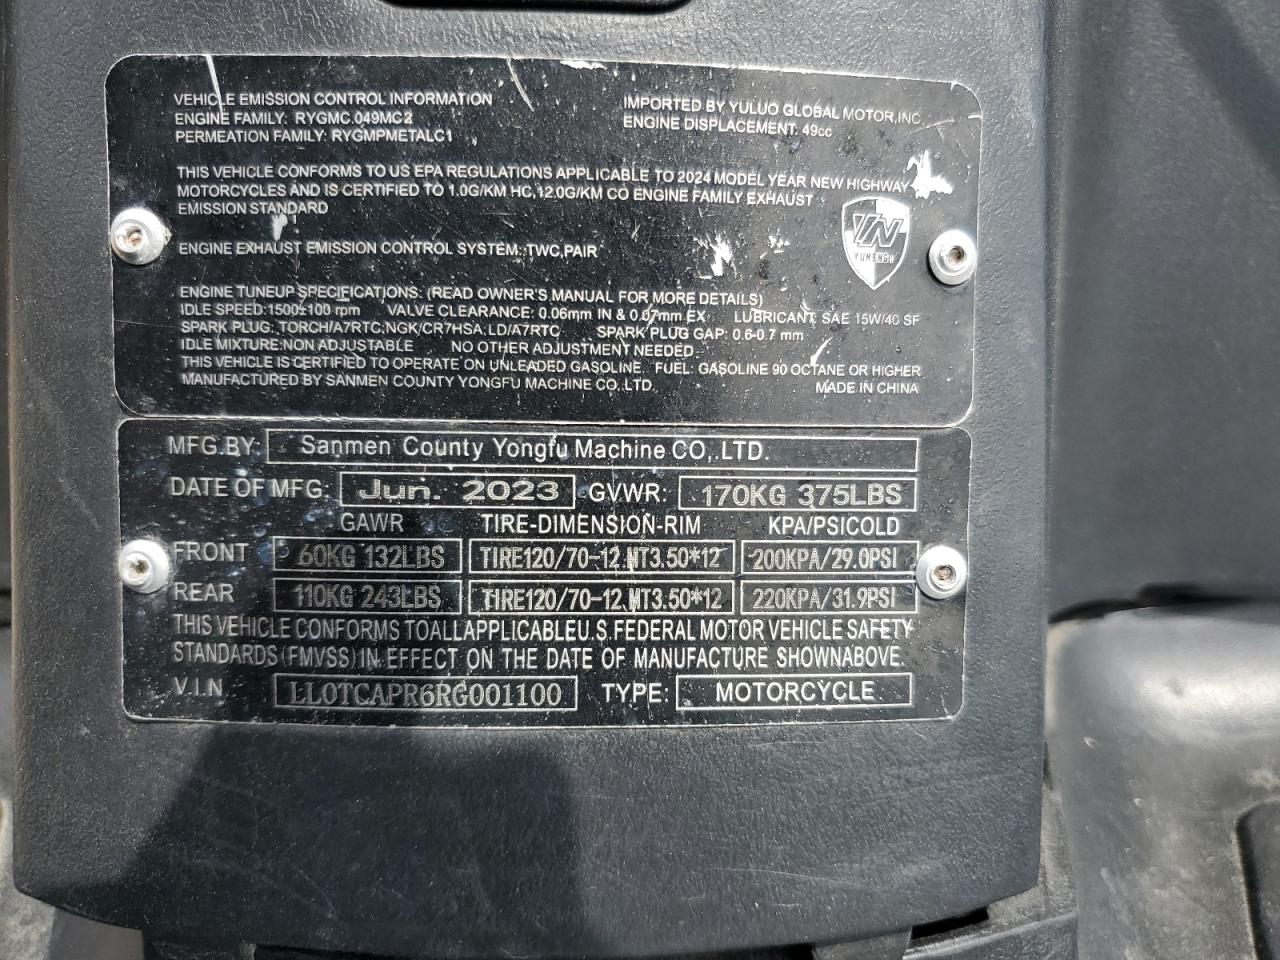 VEHICLE EMISSION CONTROL INFORMATION
ENGINE FAMILY: RYGMC.049MC2
PERMEATION FAMILY: RYGMPMETALC1
IMPORTED BY YULUO GLOBAL MOTOR,INC.
ENGINE DISPLACEMENT: 49cc
THIS VEHICLE CONFORMS TO US EPA REGULATIONS APPLICABLE TO 2024 MODEL YEAR NEW HIGHWAY
MOTORCYCLES AND IS CERTIFIED TO 1.0G/KM HC,12.0G/KM CO ENGINE FAMILY EXHAUST
EMISSION STANDARD
YN
YUMENG®
ENGINE EXHAUST EMISSION CONTROL SYSTEM:TWC,PAIR
ENGINE TUNEUP SPECIFICATIONS: (READ OWNER'S MANUAL FOR MORE DETAILS)
IDLE SPEED:1500±100 rpm VALVE CLEARANCE: 0.06mm IN & 0.07mm EX LUBRICANT: SAE 15W/40 SF
SPARK PLUG: TORCH/A7RTC;NGK/CR7HSA;LD/A7RTC SPARK PLUG GAP: 0.6-0.7 mm
IDLE MIXTURE:NON ADJUSTABLE NO OTHER ADJUSTMENT NEEDED.
THIS VEHICLE IS CERTIFIED TO OPERATE ON UNLEADED GASOLINE. FUEL: GASOLINE 90 OCTANE OR HIGHER
MANUFACTURED BY SANMEN COUNTY YONGFU MACHINE CO.,LTD. MADE IN CHINA
MFG.BY: Sanmen County Yongfu Machine CO,.LTD.
DATE OF MFG: Jun. 2023 GVWR: 170KG 375LBS
GAWR TIRE-DIMENSION-RIM KPA/PSICOLD
FRONT 60KG 132LBS TIRE120/70-12.MT3.50*12 200KPA/29.0PSI
REAR 110KG 243LBS TIRE120/70-12.MT3.50*12 220KPA/31.9PSI
THIS VEHICLE CONFORMS TOALLAPPLICABLEU.S.FEDERAL MOTOR VEHICLE SAFETY
STANDARDS (FMVSS)IN EFFECT ON THE DATE OF MANUFACTURE SHOWNABOVE.
V.I.N. LL0TCAPR6RG001100 TYPE: MOTORCYCLE